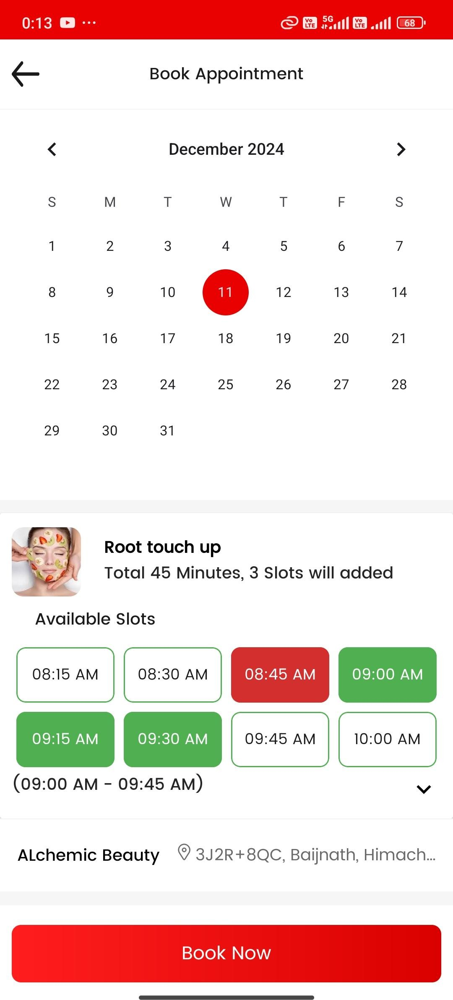 0:13 ... Vo LTE 5G Vo LTE 68
Book Appointment
December 2024
S M T W T F S
1 2 3 4 5 6 7
8 9 10 11 12 13 14
15 16 17 18 19 20 21
22 23 24 25 26 27 28
29 30 31
Root touch up
Total 45 Minutes, 3 Slots will added
Available Slots
08:15 AM 08:30 AM 08:45 AM 09:00 AM
09:15 AM 09:30 AM 09:45 AM 10:00 AM
(09:00 AM - 09:45 AM)
ALchemic Beauty 3J2R+8QC, Baijnath, Himach...
Book Now